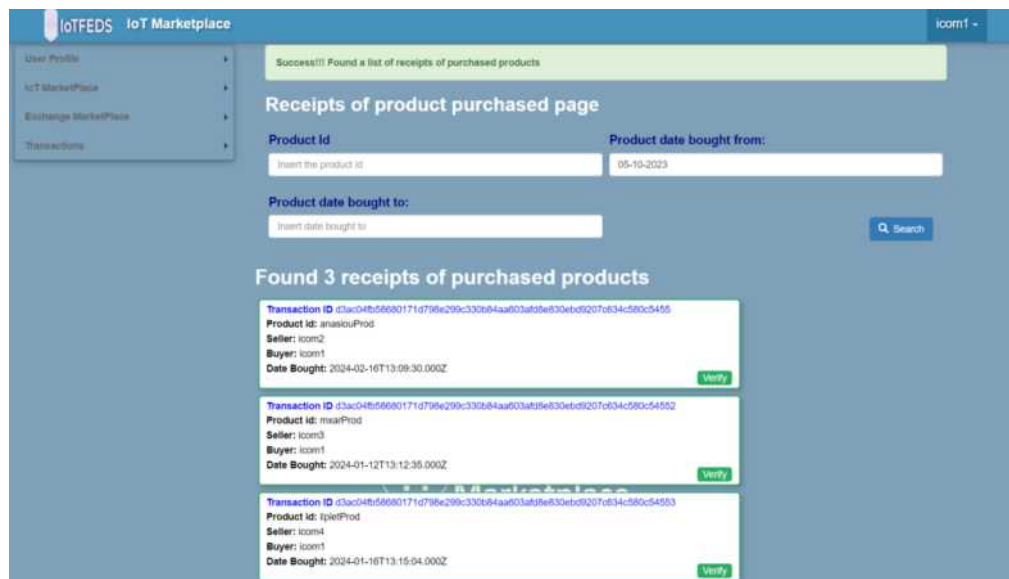 IoTFEDS IoT Marketplace
icom1
User Profile
IoT MarketPlace
Exchange MarketPlace
Transactions
Success!!! Found a list of receipts of purchased products
Receipts of product purchased page
Product Id
Product date bought from:
Insert the product id
05-10-2023
Product date bought to:
Insert date bought to
Search
Found 3 receipts of purchased products
Transaction ID
Product id: anasiouProd
Seller: icom2
Buyer: icom1
Date Bought: 2024-02-16T13:09:30.000Z
Verify
Transaction ID
Product id: mxarProd
Seller: icom3
Buyer: icom1
Date Bought: 2024-01-12T13:12:35.000Z
Verify
Marketplace
Transaction ID
Product id:
Seller: icom4
Buyer: icom1
Date Bought: 2024-01-16T13:15:04.000Z
Verify